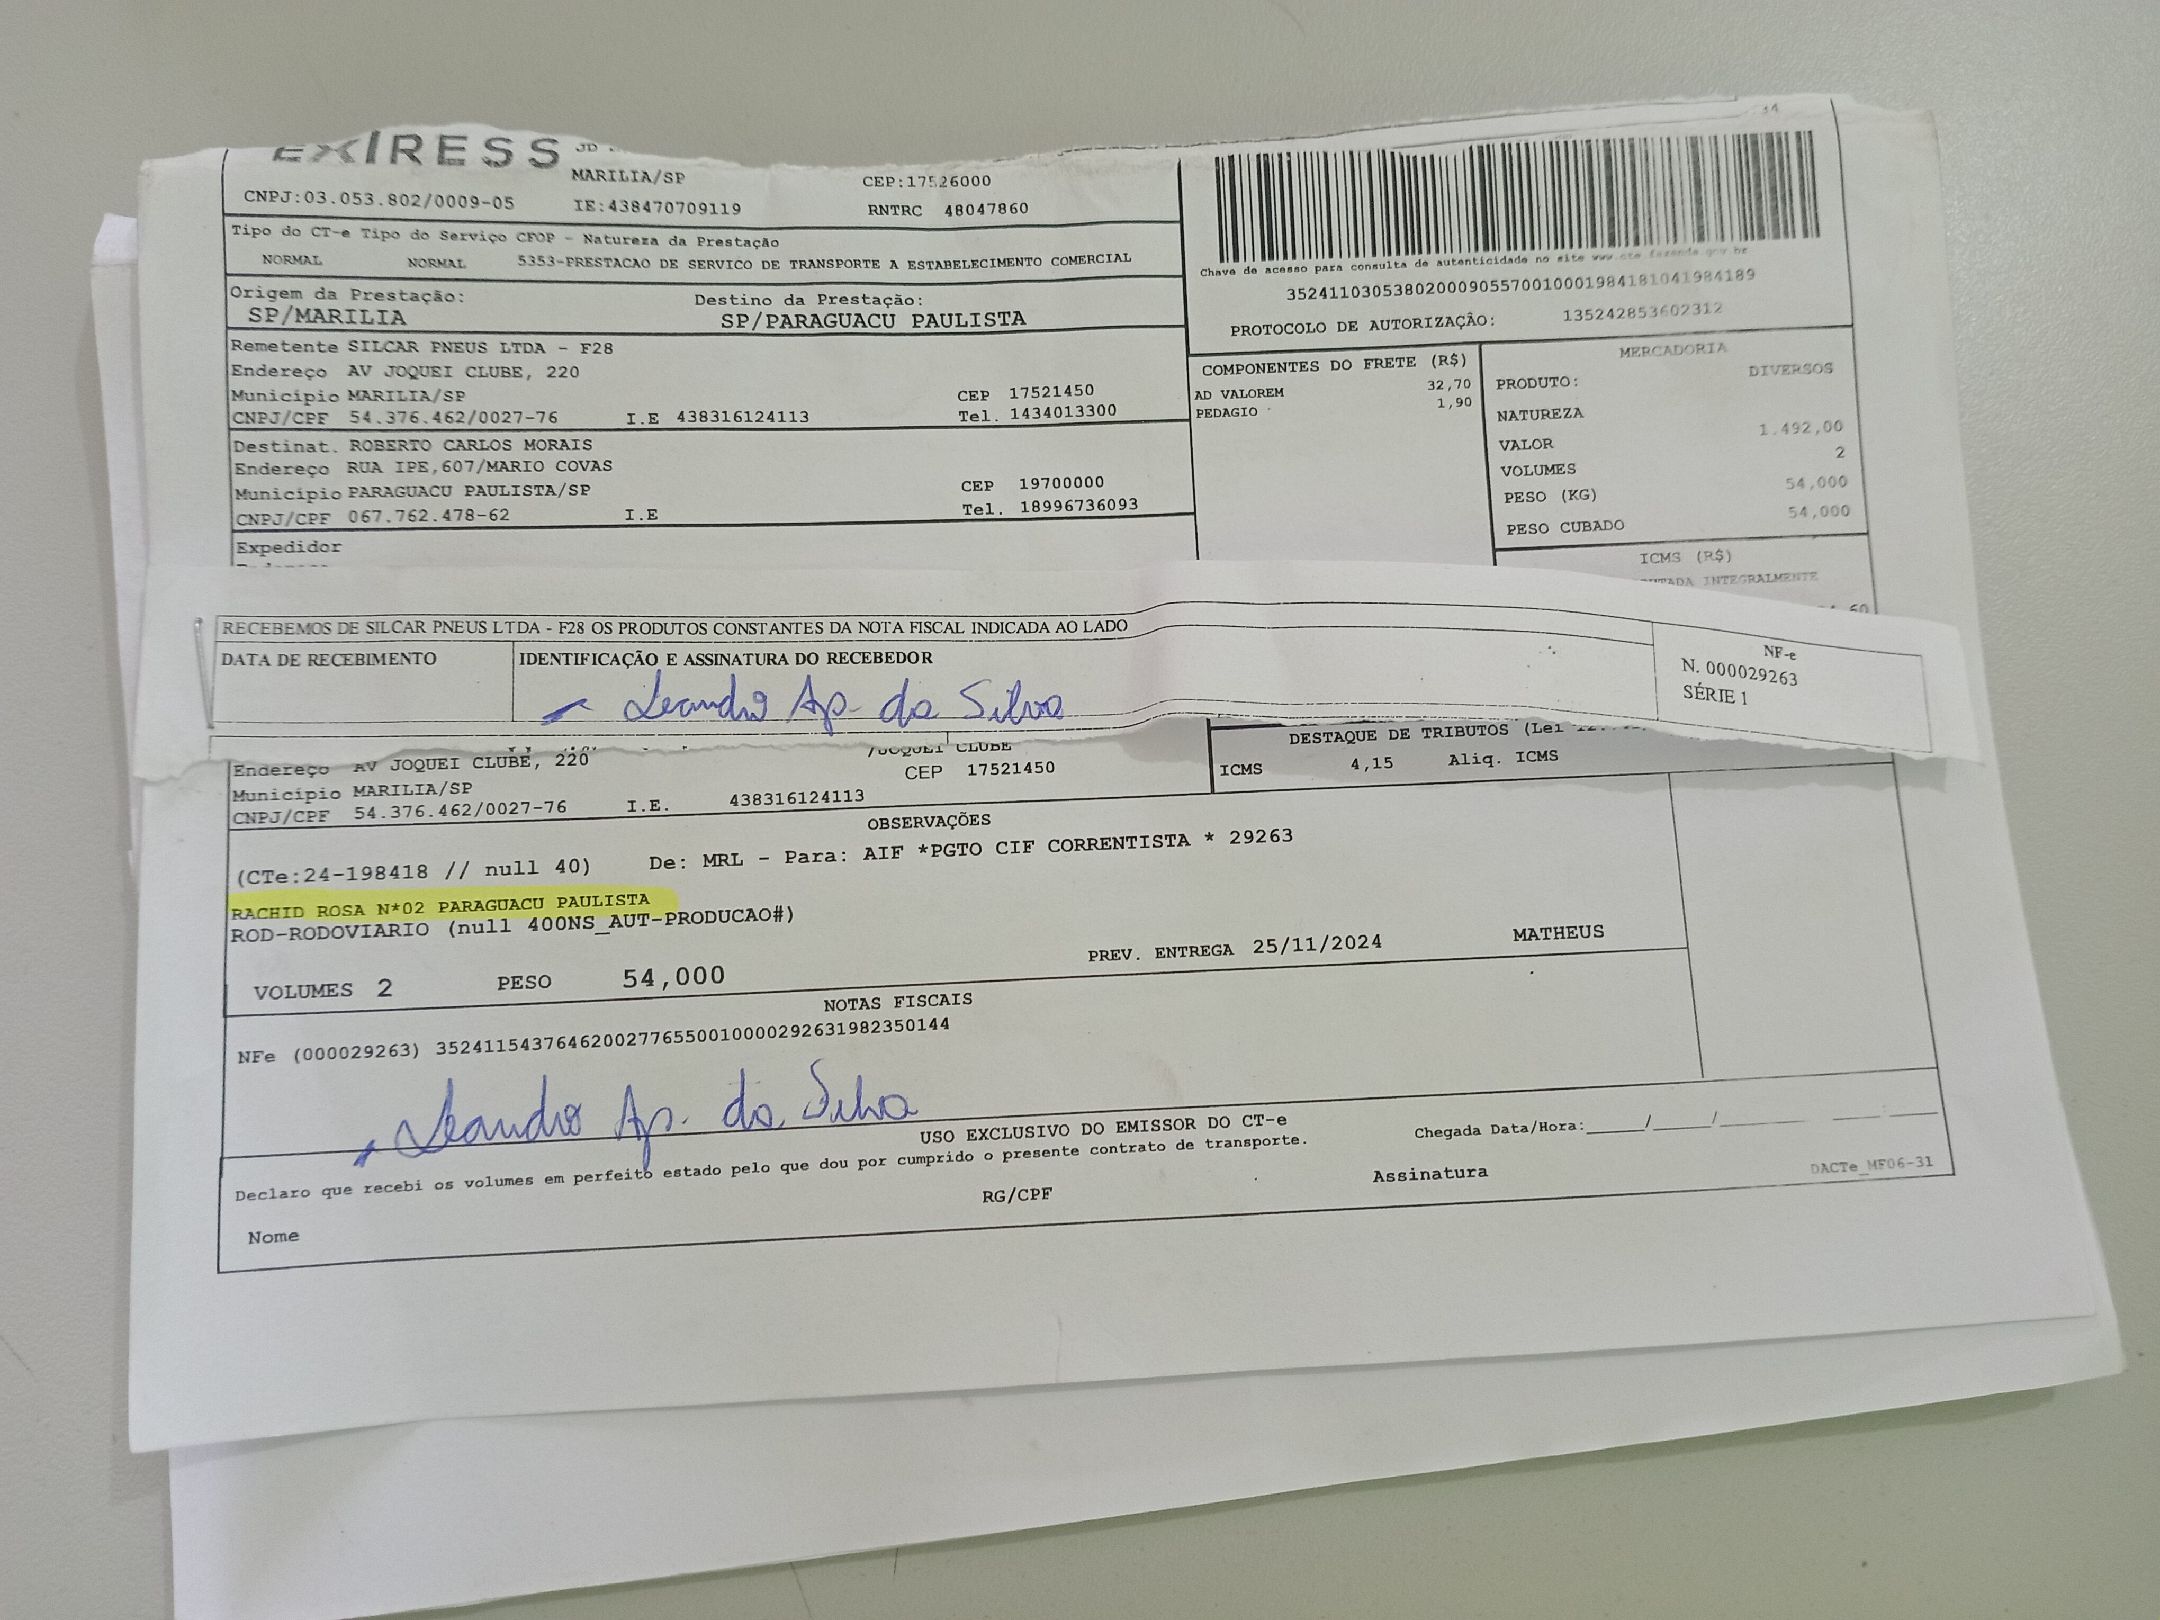 EXPRESS
MARILIA/SP CEP:17526000
CNPJ:03.053.802/0009-05 IE:438470709119 RNTRC 48047860
Tipo do CT-e Tipo do Serviço CFOP - Natureza da Prestação
NORMAL NORMAL 5353-PRESTACAO DE SERVICO DE TRANSPORTE A ESTABELECIMENTO COMERCIAL
Origem da Prestação: Destino da Prestação:
SP/MARILIA SP/PARAGUACU PAULISTA
Remetente SILCAR PNEUS LTDA - F28
Endereço AV JOQUEI CLUBE, 220
Município MARILIA/SP CEP 17521450
CNPJ/CPF 54.376.462/0027-76 I.E 438316124113 Tel. 1434013300
Destinat. ROBERTO CARLOS MORAIS
Endereço RUA IPE,607/MARIO COVAS
Município PARAGUACU PAULISTA/SP CEP 19700000
CNPJ/CPF 067.762.478-62 I.E Tel. 18996736093
Expedidor
Chave de acesso para consulta de autenticidade no site www.cte.fazenda.gov.br
35241103053802000905570010001984181041984189
PROTOCOLO DE AUTORIZAÇÃO: 135242853602312
COMPONENTES DO FRETE (R$)
AD VALOREM 32,70
PEDAGIO 1,90
MERCADORIA
PRODUTO: DIVERSOS
NATUREZA
VALOR 1.492,00
VOLUMES 2
PESO (KG) 54,000
PESO CUBADO 54,000
ICMS (R$)
INTEGRALMENTE
RECEBEMOS DE SILCAR PNEUS LTDA - F28 OS PRODUTOS CONSTANTES DA NOTA FISCAL INDICADA AO LADO
DATA DE RECEBIMENTO IDENTIFICAÇÃO E ASSINATURA DO RECEBEDOR
Leandro Ap. da Silva
NF-e
N. 000029263
SÉRIE 1
/JOQUEI CLUBE
Endereço AV JOQUEI CLUBE, 220 CEP 17521450
Município MARILIA/SP
CNPJ/CPF 54.376.462/0027-76 I.E. 438316124113
DESTAQUE DE TRIBUTOS (Lei
ICMS 4,15 Aliq. ICMS
OBSERVAÇÕES
(CTe:24-198418 // null 40) De: MRL - Para: AIF *PGTO CIF CORRENTISTA * 29263
RACHID ROSA N*02 PARAGUACU PAULISTA
ROD-RODOVIARIO (null 400NS_AUT-PRODUCAO#)
VOLUMES 2 PESO 54,000 PREV. ENTREGA 25/11/2024 MATHEUS
NOTAS FISCAIS
NFe (000029263) 35241154376462002776550010000292631982350144
Leandro Ap. da Silva
USO EXCLUSIVO DO EMISSOR DO CT-e
Declaro que recebi os volumes em perfeito estado pelo que dou por cumprido o presente contrato de transporte.
Chegada Data/Hora:_____/_____/
Nome RG/CPF Assinatura DACTe_MF06-31